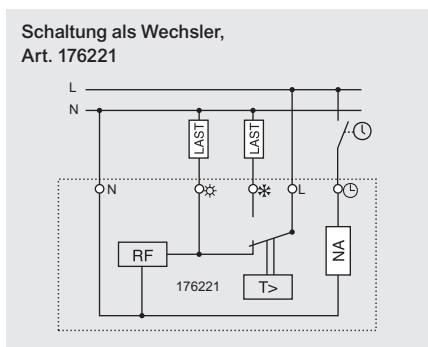 Schaltung als Wechsler,
Art. 176221
L
N
LAST
LAST
N
L
RF
NA
176221
T>